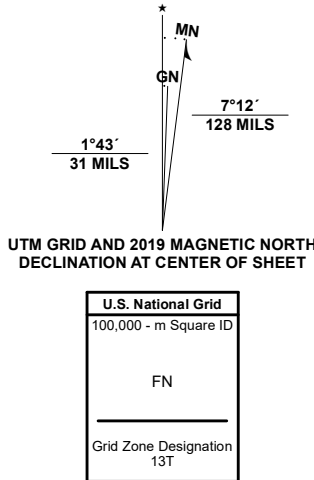 ★
MN
GN
7°12´
128 MILS
1°43´
31 MILS
UTM GRID AND 2019 MAGNETIC NORTH
DECLINATION AT CENTER OF SHEET
U.S. National Grid
100,000 - m Square ID
FN
Grid Zone Designation
13T